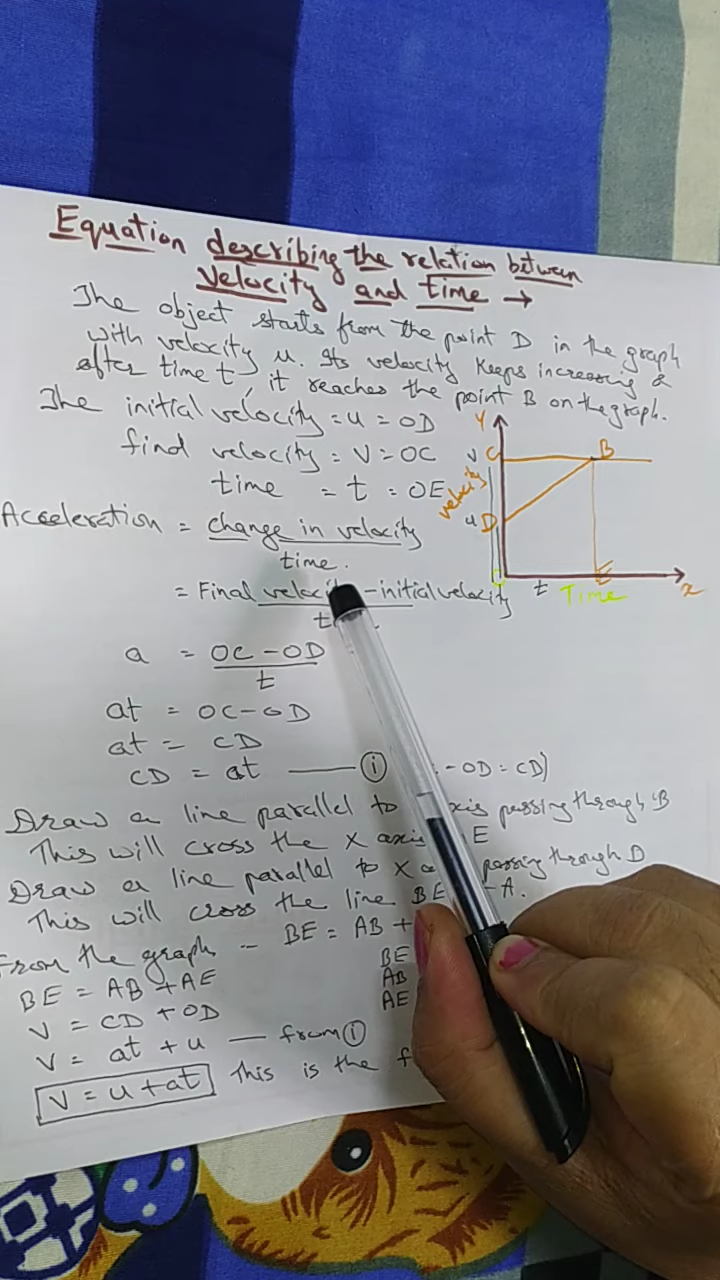 Equation describing the relation between
velocity and time →
The object starts from the point D in the graph
with velocity u. Its velocity keeps increasing &
after time t, it reaches the point B on the graph.
The initial velocity = u = OD
find velocity = V = OC
time = t = OE
Acceleration = change in velocity
time.
= Final velocity - initial velocity
a = OC - OD
t
at = OC - OD
at = CD
CD = at —— ① - OD = CD)
Draw a line parallel to passing through B
This will cross the X axis E
Draw a line parallel to X passing through D
This will cross the line BE A.
From the graph - BE = AB +
BE
BE = AB + AE
AB
AE
V = CD + OD
V = at + u — from ①
V = u + at This is the
Y
V C B
velocity
u D
O t E
Time x